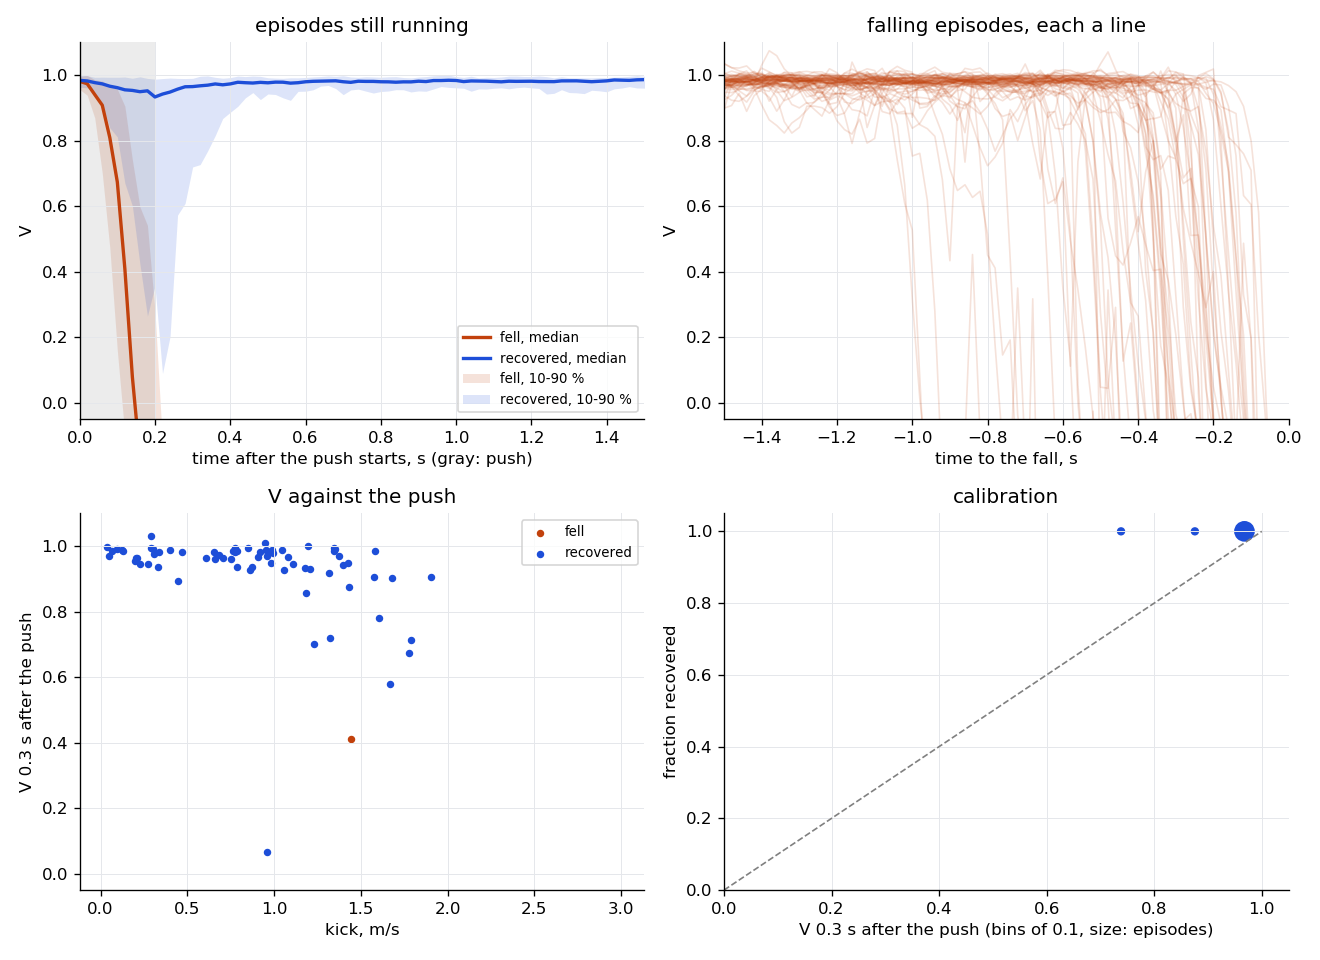 episodes still running
V
1.0
0.8
0.6
0.4
0.2
0.0
fell, median
recovered, median
fell, 10-90 %
recovered, 10-90 %
0.0 0.2 0.4 0.6 0.8 1.0 1.2 1.4
time after the push starts, s (gray: push)
falling episodes, each a line
V
1.0
0.8
0.6
0.4
0.2
0.0
−1.4 −1.2 −1.0 −0.8 −0.6 −0.4 −0.2 0.0
time to the fall, s
V against the push
V 0.3 s after the push
1.0
0.8
0.6
0.4
0.2
0.0
fell
recovered
0.0 0.5 1.0 1.5 2.0 2.5 3.0
kick, m/s
calibration
fraction recovered
1.0
0.8
0.6
0.4
0.2
0.0
0.0 0.2 0.4 0.6 0.8 1.0
V 0.3 s after the push (bins of 0.1, size: episodes)